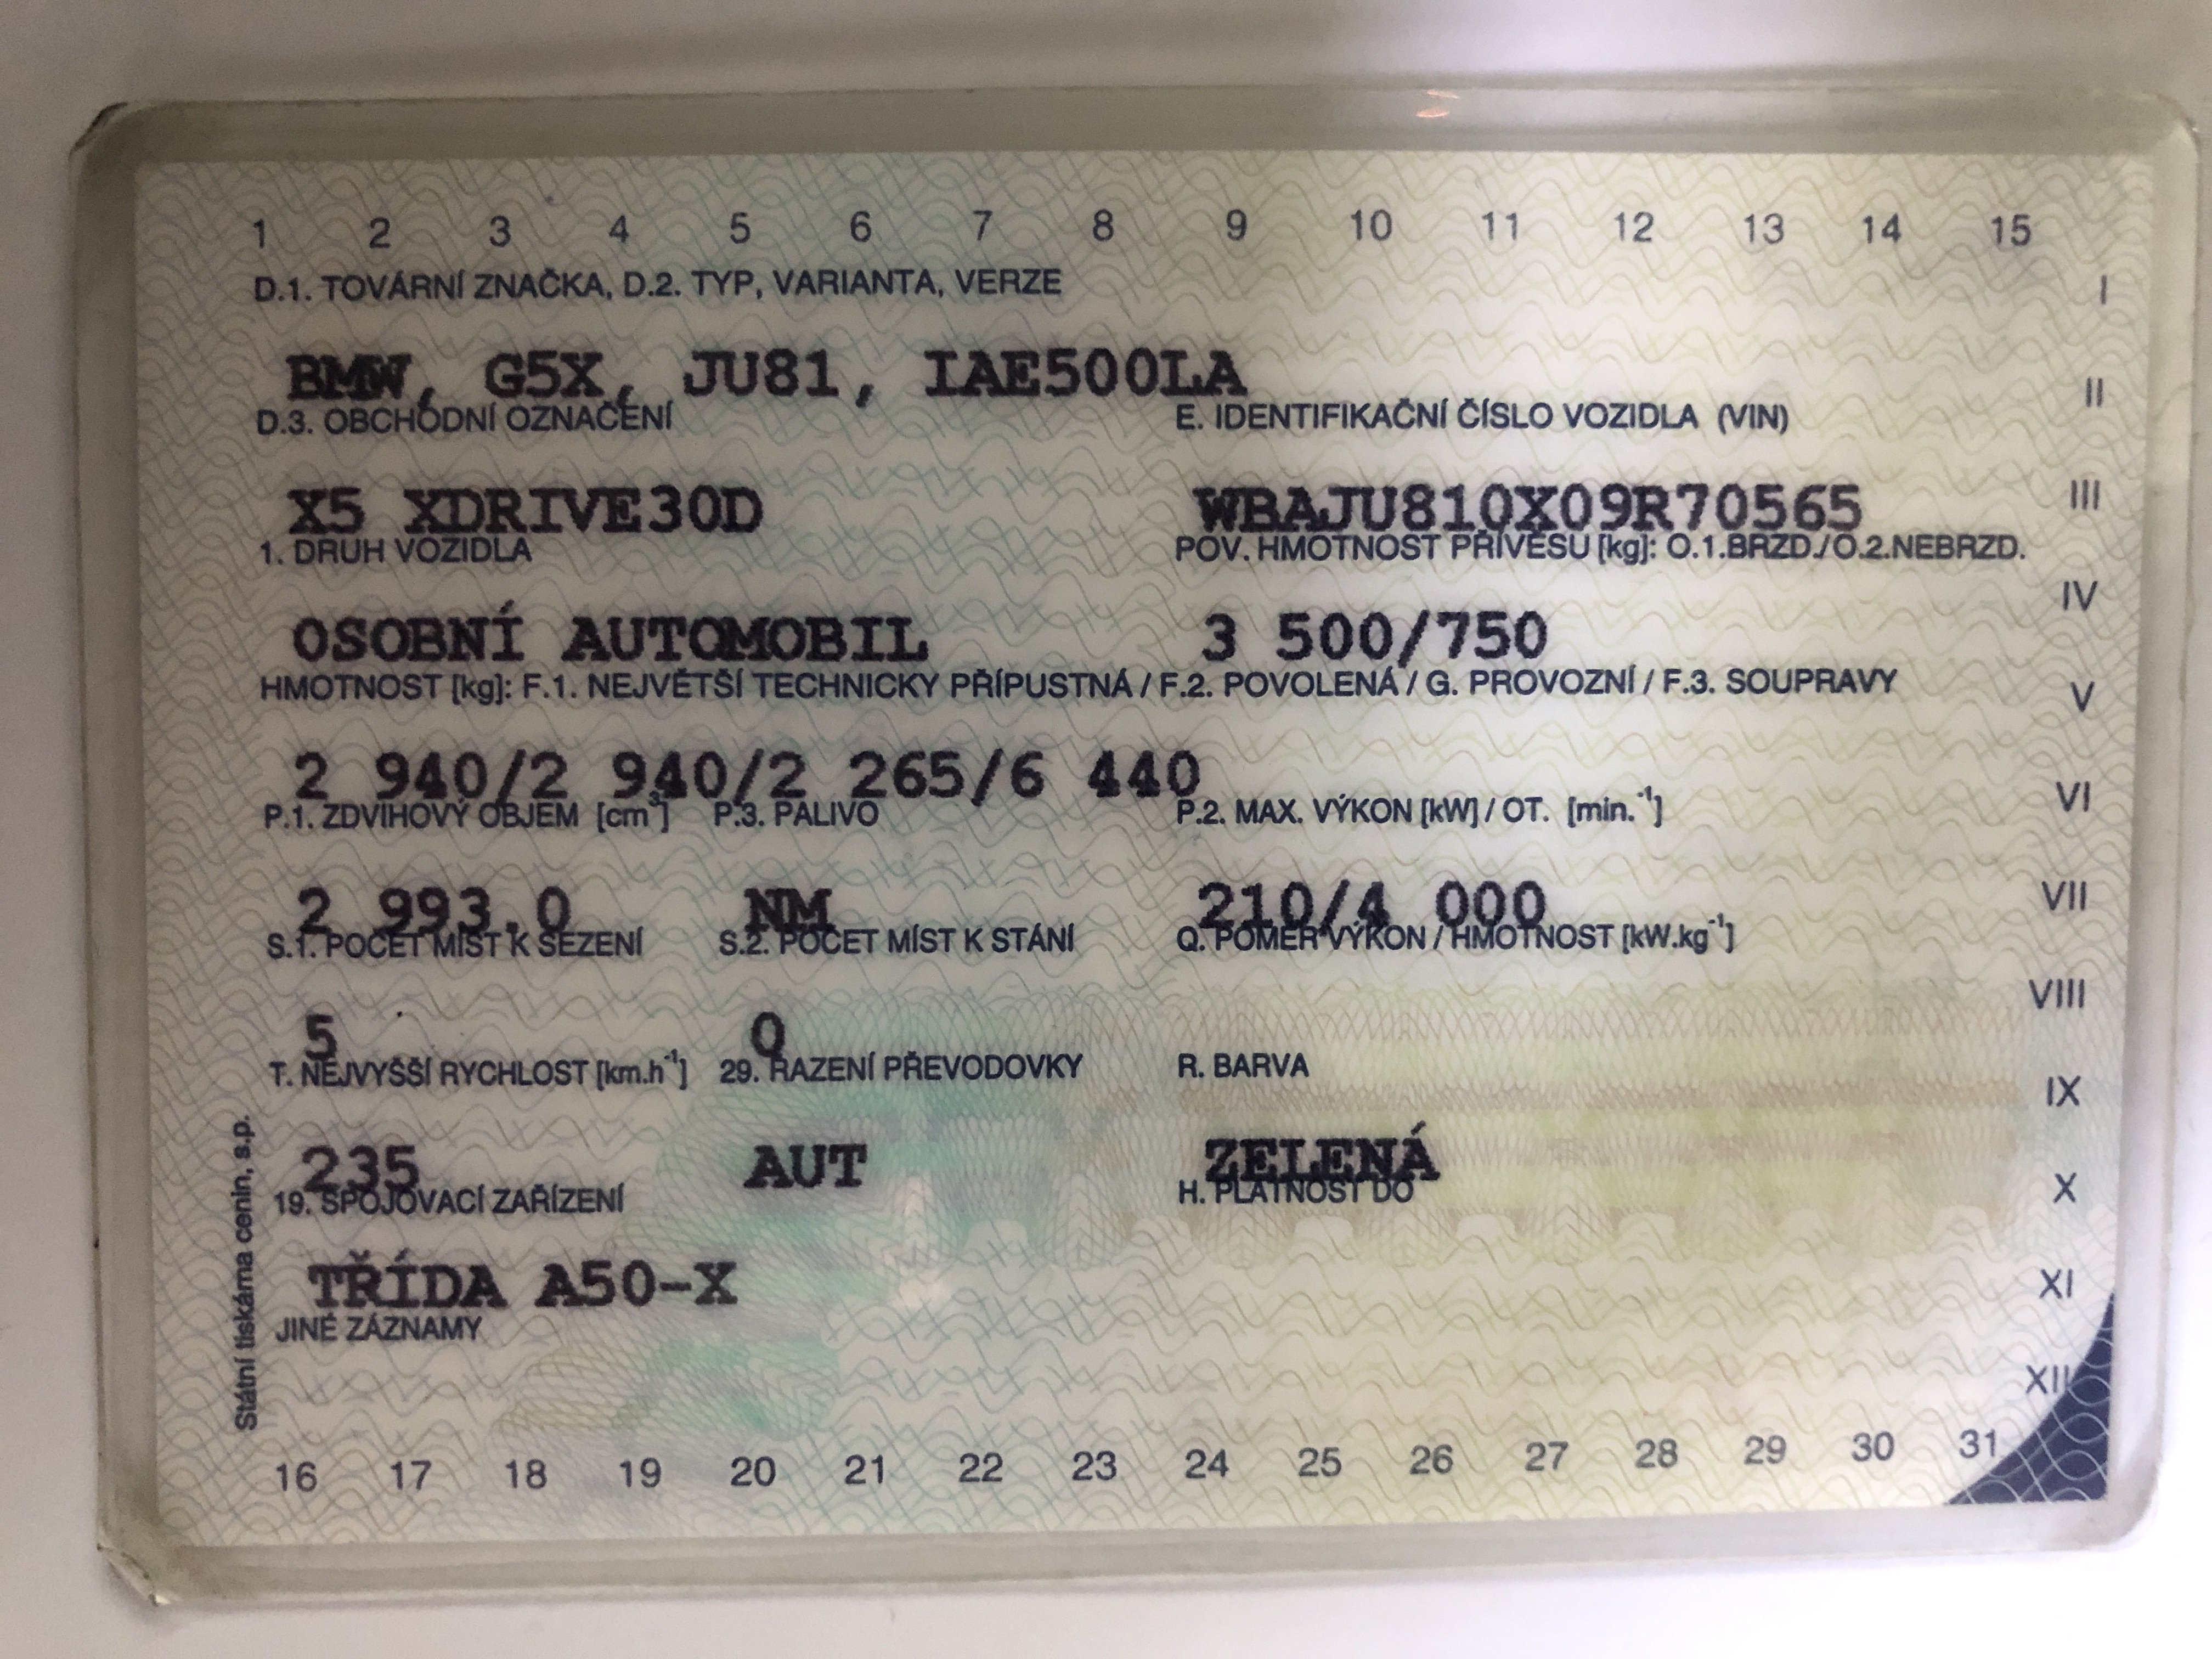 1 2 3 4 5 6 7 8 9 10 11 12 13 14 15
D.1. TOVÁRNÍ ZNAČKA, D.2. TYP, VARIANTA, VERZE
I
BMW, G5X, JU81, IAE500LA
II
D.3. OBCHODNÍ OZNAČENÍ E. IDENTIFIKAČNÍ ČÍSLO VOZIDLA (VIN)
X5 XDRIVE30D WBAJU810X09R70565
III
1. DRUH VOZIDLA POV. HMOTNOST PŘÍVĚSU [kg]: O.1.BRZD./O.2.NEBRZD.
IV
OSOBNÍ AUTOMOBIL 3 500/750
HMOTNOST [kg]: F.1. NEJVĚTŠÍ TECHNICKY PŘÍPUSTNÁ / F.2. POVOLENÁ / G. PROVOZNÍ / F.3. SOUPRAVY
V
2 940/2 940/2 265/6 440
VI
P.1. ZDVIHOVÝ OBJEM [cm³] P.3. PALIVO P.2. MAX. VÝKON [kW] / OT. [min.⁻¹]
2 993.0 NM 210/4 000
VII
S.1. POČET MÍST K SEZENÍ S.2. POČET MÍST K STÁNÍ Q. POMĚR VÝKON / HMOTNOST [kW.kg⁻¹]
VIII
5 0
T. NEJVYŠŠÍ RYCHLOST [km.h⁻¹] 29. ŘAZENÍ PŘEVODOVKY R. BARVA
IX
235 AUT ZELENÁ
X
19. SPOJOVACÍ ZAŘÍZENÍ H. PLATNOST DO
TŘÍDA A50-X
XI
JINÉ ZÁZNAMY
XII
16 17 18 19 20 21 22 23 24 25 26 27 28 29 30 31
Státní tiskárna cenin, s.p.